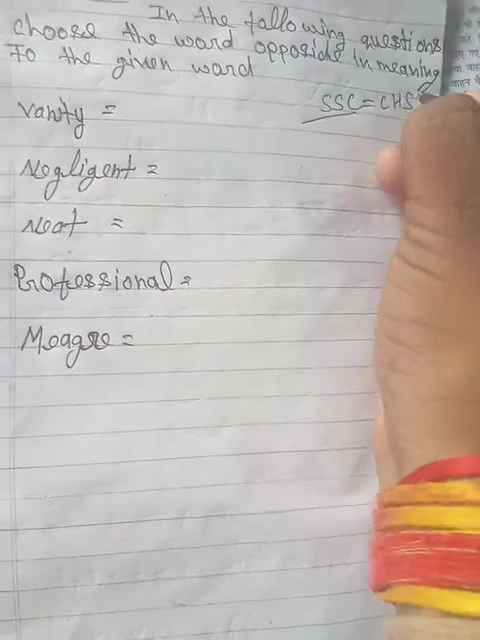 In the following questions
choose the word opposide in meaning
to the given word
SSC = CHS
Vanity =
Negligent =
Neat =
Professional =
Meagre =